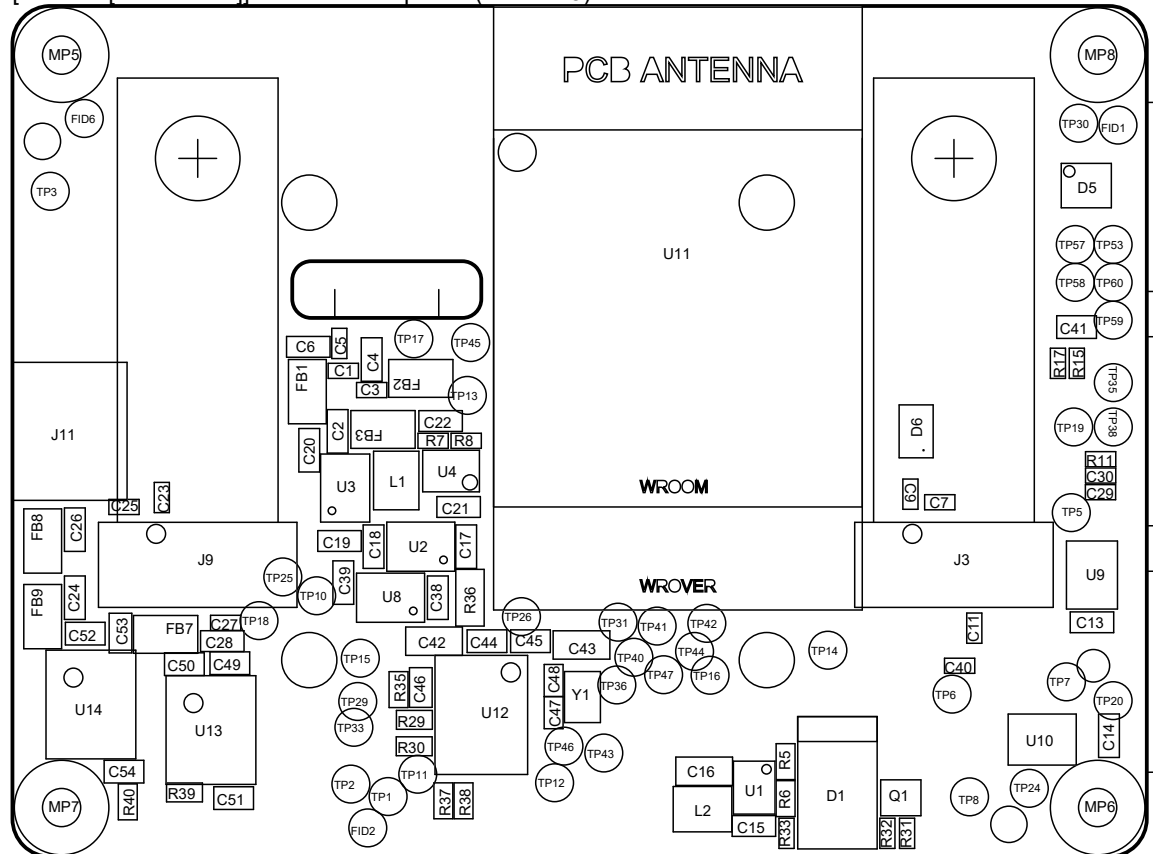 MP5
PCB ANTENNA
MP8
FID6
TP30
FID1
TP3
D5
U11
TP57
TP53
TP58
TP60
TP59
C41
TP17
TP45
C6
C5
C4
C1
C3
FB1
FB2
TP13
R17
R15
TP35
J11
C2
C20
FB3
C22
R7
R8
D6
TP19
TP38
U3
L1
U4
WROOM
R11
C30
C29
C25
C23
C21
C9
C7
TP5
FB8
C26
J9
C19
C18
U2
C17
J3
U9
TP25
TP10
C39
U8
C38
R36
WROVER
FB9
C24
C52
C53
FB7
C27
TP18
C28
TP26
TP31
TP41
TP42
C11
C13
C42
C44
C45
C43
C50
C49
TP15
TP40
TP44
TP14
C40
TP47
TP16
TP36
TP7
TP6
TP20
U14
U13
TP29
TP33
R35
C46
R29
R30
U12
C48
C47
Y1
U10
C14
TP46
TP43
TP12
C54
R40
R39
C51
TP2
TP1
TP11
FID2
R37
R38
C16
L2
U1
C15
R5
R6
R33
D1
Q1
R32
R31
TP8
TP24
MP7
MP6